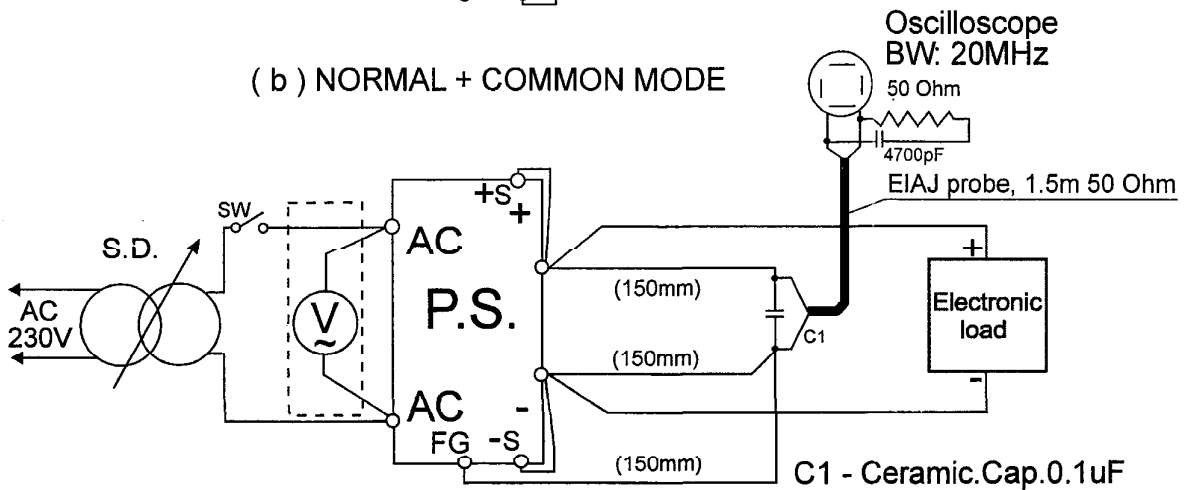 Oscilloscope
BW: 20MHz
( b ) NORMAL + COMMON MODE
50 Ohm
4700pF
EIAJ probe, 1.5m 50 Ohm
+S
+
SW
AC
S.D.
+
(150mm)
AC
230V
V
~
P.S.
C1
Electronic
load
(150mm)
-
AC
-
FG
-S
(150mm)
C1 - Ceramic.Cap.0.1uF